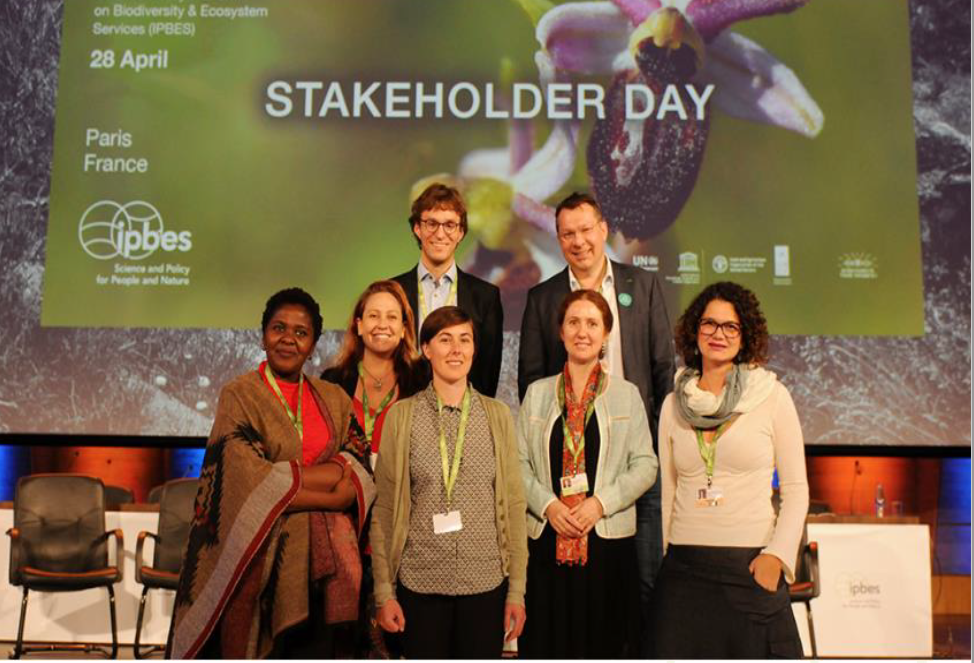 on Biodiversity & Ecosystem
Services (IPBES)
28 April
STAKEHOLDER DAY
Paris
France
ipbes
Science and Policy
for People and Nature
UN
ipbes